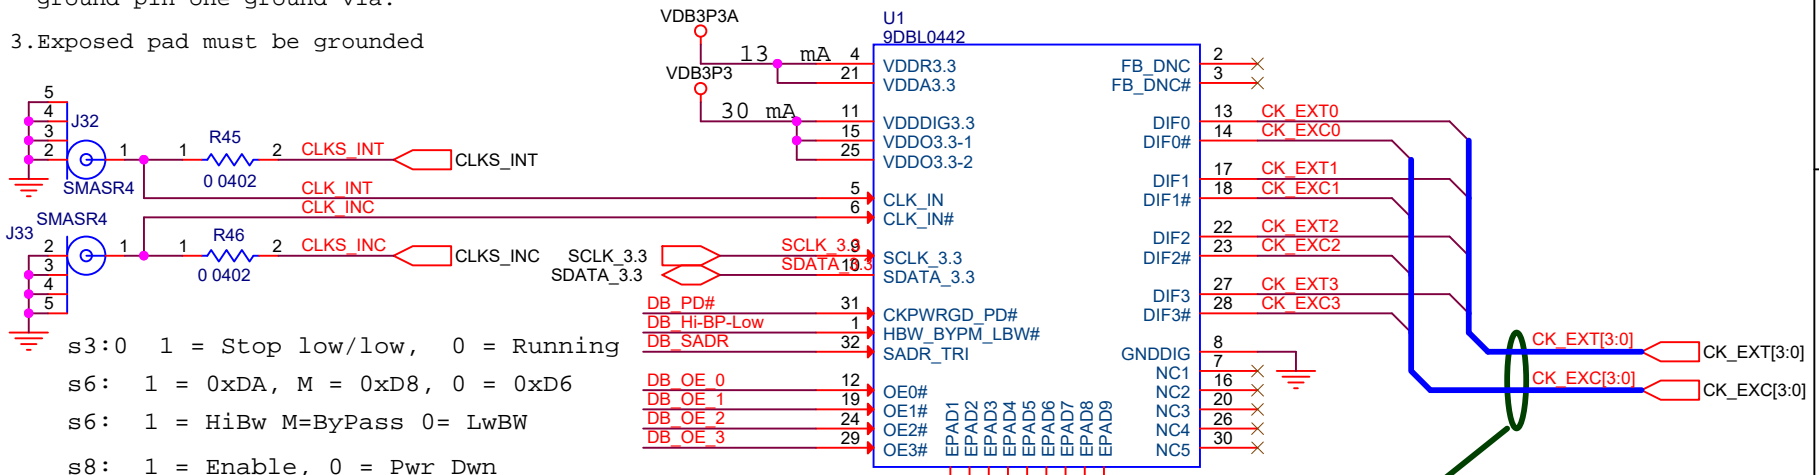 ground pin one ground via.
3.Exposed pad must be grounded
VDB3P3A
13 mA
VDB3P3
30 mA
U1
9DBL0442
4 VDDR3.3
21 VDDA3.3
11 VDDDIG3.3
15 VDDO3.3-1
25 VDDO3.3-2
5 CLK_IN
6 CLK_IN#
9 SCLK_3.3
10 SDATA_3.3
31 CKPWRGD_PD#
1 HBW_BYPM_LBW#
32 SADR_TRI
12 OE0#
19 OE1#
24 OE2#
29 OE3#
EPAD1
EPAD2
EPAD3
EPAD4
EPAD5
EPAD6
EPAD7
EPAD8
EPAD9
FB_DNC 2
FB_DNC# 3
DIF0 13 CK_EXT0
DIF0# 14 CK_EXC0
DIF1 17 CK_EXT1
DIF1# 18 CK_EXC1
DIF2 22 CK_EXT2
DIF2# 23 CK_EXC2
DIF3 27 CK_EXT3
DIF3# 28 CK_EXC3
GNDDIG 8
NC1 7
NC2 16
NC3 20
NC4 26
NC5 30
CK_EXT[3:0] CK_EXT[3:0]
CK_EXC[3:0] CK_EXC[3:0]
5
4
3
2
J32
1
SMASR4
1 R45 2
0 0402
CLKS_INT CLKS_INT
CLK_INT
CLK_INC
SMASR4
J33
2
3
4
5
1
1 R46 2
0 0402
CLKS_INC CLKS_INC
SCLK_3.3 SCLK_3.3
SDATA_3.3 SDATA_3.3
DB_PD#
DB_Hi-BP-Low
DB_SADR
DB_OE_0
DB_OE_1
DB_OE_2
DB_OE_3
s3:0 1 = Stop low/low, 0 = Running
s6: 1 = 0xDA, M = 0xD8, 0 = 0xD6
s6: 1 = HiBw M=ByPass 0= LwBW
s8: 1 = Enable, 0 = Pwr Dwn